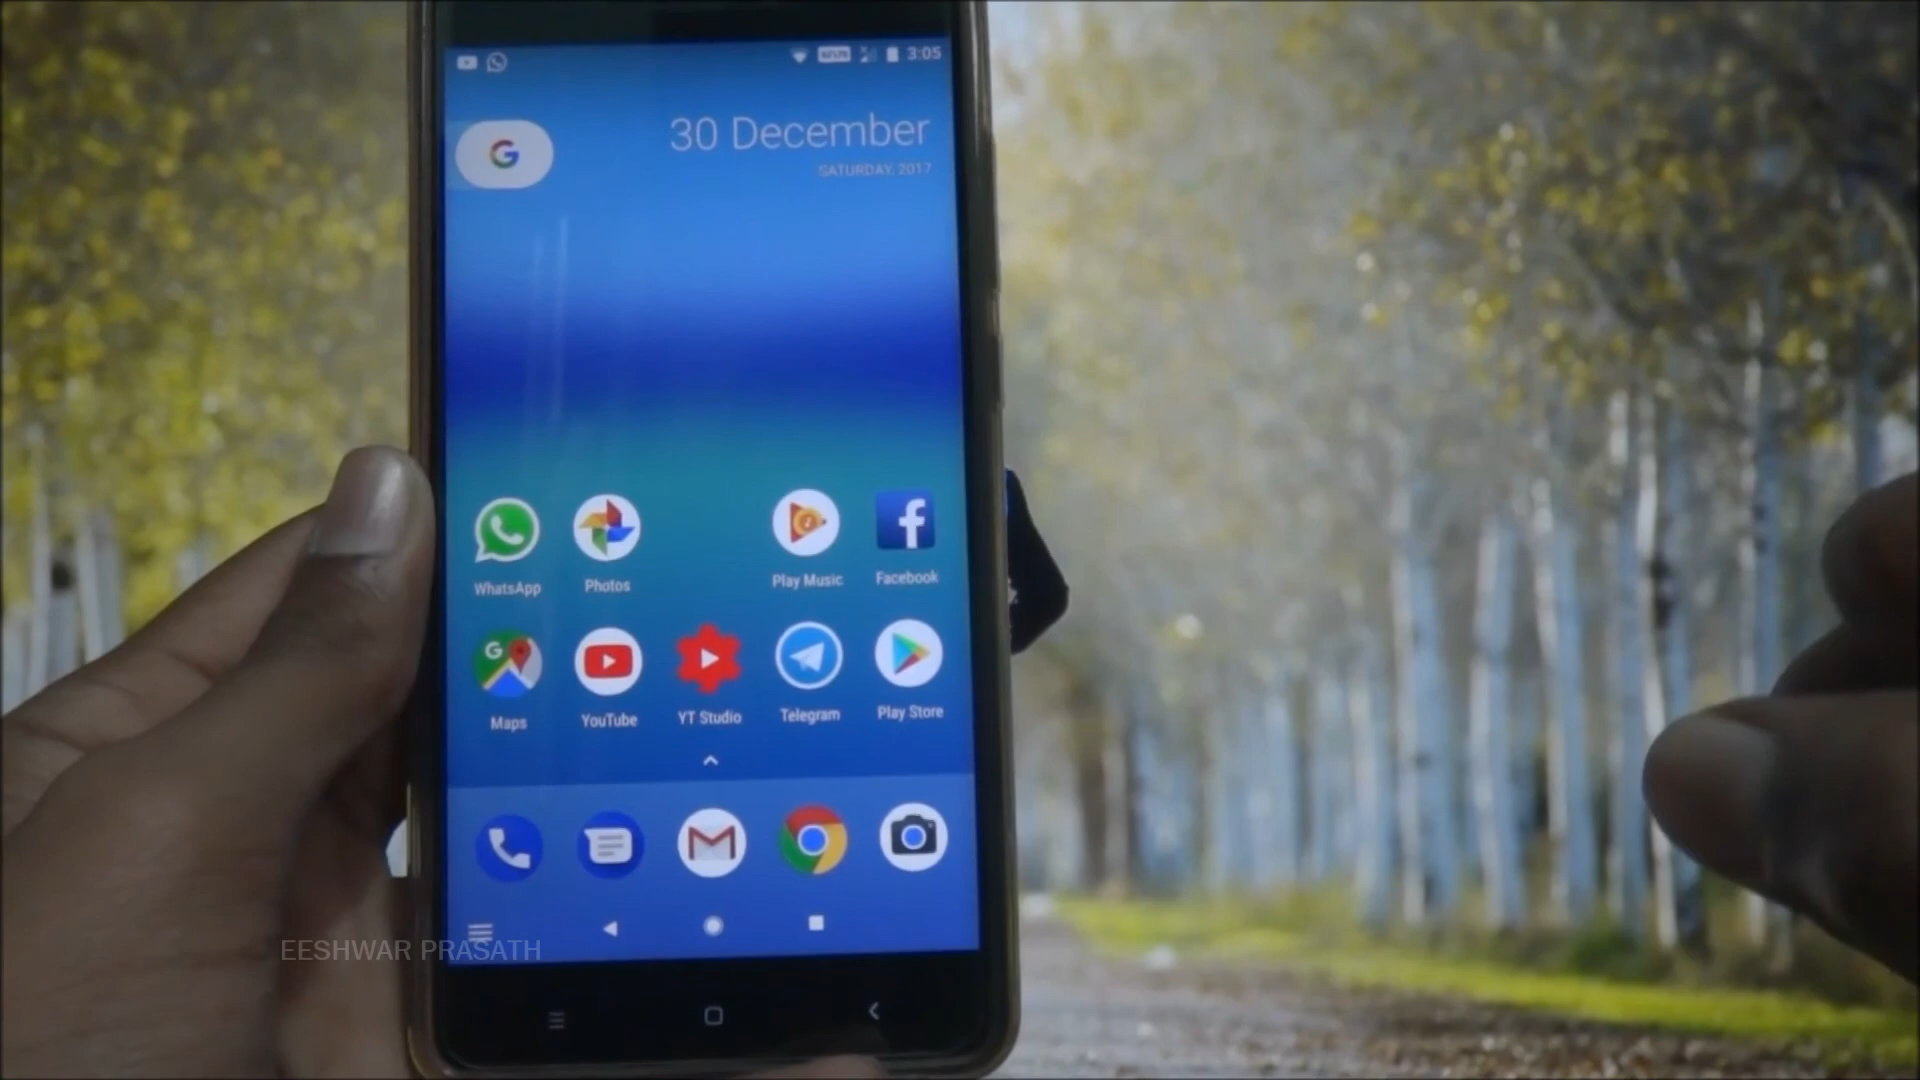 3:05
G
30 December
SATURDAY, 2017
WhatsApp
Photos
Play Music
Facebook
Maps
YouTube
YT Studio
Telegram
Play Store
EESHWAR PRASATH